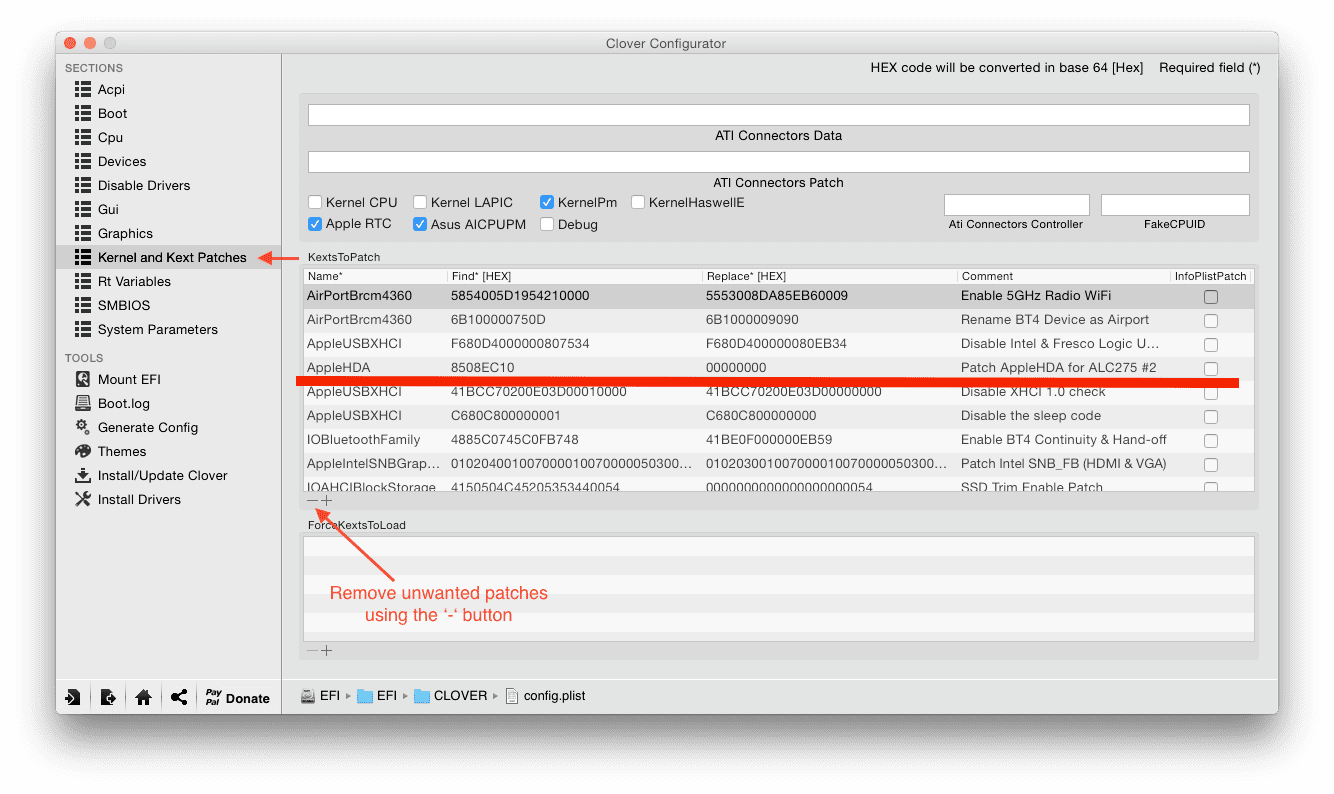 Clover Configurator
SECTIONS
Acpi
Boot
Cpu
Devices
Disable Drivers
Gui
Graphics
Kernel and Kext Patches
Rt Variables
SMBIOS
System Parameters
TOOLS
Mount EFI
Boot.log
Generate Config
Themes
Install/Update Clover
Install Drivers
Pay
Pal Donate
HEX code will be converted in base 64 [Hex] Required field (*)
ATI Connectors Data
ATI Connectors Patch
Kernel CPU Kernel LAPIC KernelPm KernelHaswellE
Apple RTC Asus AICPUPM Debug
Ati Connectors Controller FakeCPUID
KextsToPatch
Name* Find* [HEX] Replace* [HEX] Comment InfoPlistPatch
AirPortBrcm4360 5854005D1954210000 5553008DA85EB60009 Enable 5GHz Radio WiFi
AirPortBrcm4360 6B100000750D 6B1000009090 Rename BT4 Device as Airport
AppleUSBXHCI F680D4000000807534 F680D4000000080EB34 Disable Intel & Fresco Logic U...
AppleHDA 8508EC10 00000000 Patch AppleHDA for ALC275 #2
AppleUSBXHCI 41BCC70200E03D00010000 41BCC70200E03D00000000 Disable XHCI 1.0 check
AppleUSBXHCI C680C800000001 C680C800000000 Disable the sleep code
IOBluetoothFamily 4885C0745C0FB748 41BE0F000000EB59 Enable BT4 Continuity & Hand-off
AppleIntelSNBGrap... 010204001007000010070000050300... 010203001007000010070000050300... Patch Intel SNB_FB (HDMI & VGA)
IOAHCIBlockStorage 4150504C45205353440054 0000000000000000000054 SSD Trim Enable Patch
ForceKextsToLoad
Remove unwanted patches
using the ‘-‘ button
EFI EFI CLOVER config.plist